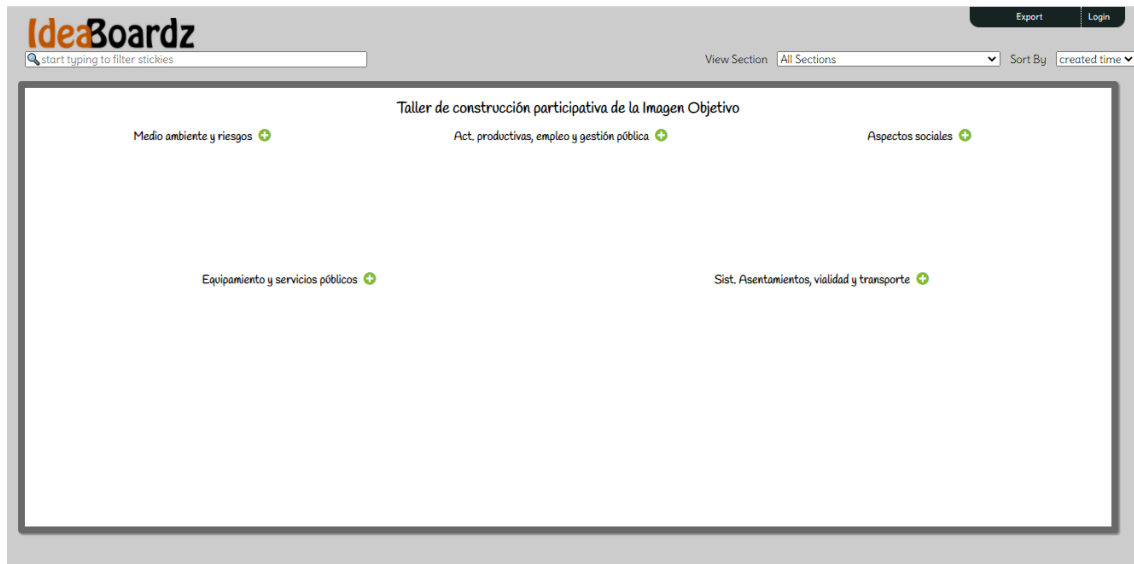 Export Login
IdeaBoardz
start typing to filter stickies
View Section All Sections Sort By created time
Taller de construcción participativa de la Imagen Objetivo
Medio ambiente y riesgos Act. productivas, empleo y gestión pública Aspectos sociales
Equipamiento y servicios públicos Sist. Asentamientos, vialidad y transporte